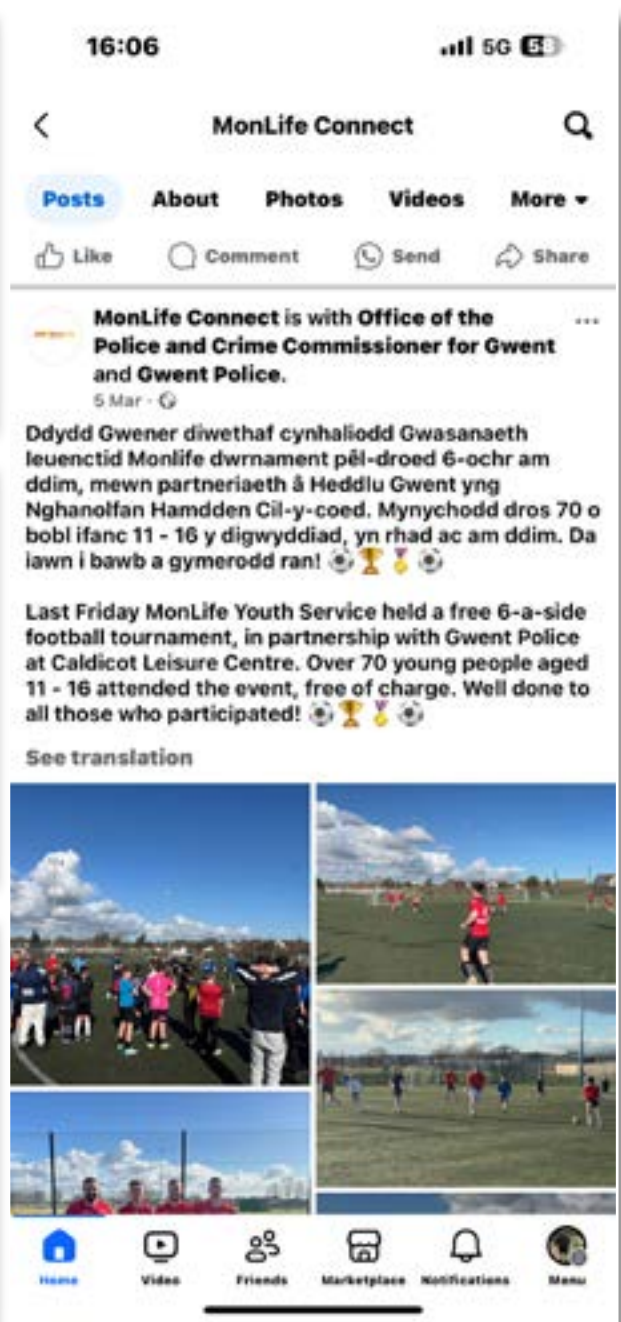 16:06
5G 58
MonLife Connect
Posts About Photos Videos More
Like Comment Send Share
MonLife Connect is with Office of the
Police and Crime Commissioner for Gwent
and Gwent Police.
5 Mar ·
Ddydd Gwener diwethaf cynhaliodd Gwasanaeth
Ieuenctid Monlife dwrnament pêl-droed 6-ochr am
ddim, mewn partneriaeth â Heddlu Gwent yng
Nghanolfan Hamdden Cil-y-coed. Mynychodd dros 70 o
bobl ifanc 11 - 16 y digwyddiad, yn rhad ac am ddim. Da
iawn i bawb a gymerodd ran! ⚽🏆🏅⚽
Last Friday MonLife Youth Service held a free 6-a-side
football tournament, in partnership with Gwent Police
at Caldicot Leisure Centre. Over 70 young people aged
11 - 16 attended the event, free of charge. Well done to
all those who participated! ⚽🏆🏅⚽
See translation
Home Video Friends Marketplace Notifications Menu